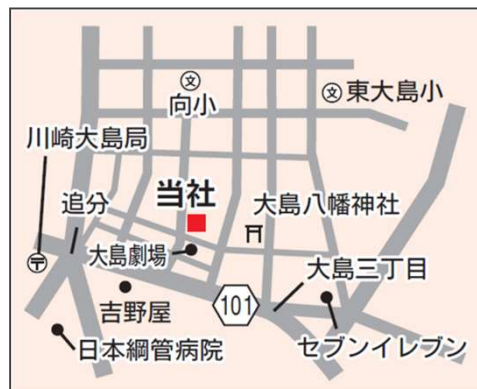 文
向小
文
東大島小
川崎大島局
追分
当社
大島八幡神社
大島劇場
大島三丁目
〒
101
吉野屋
日本綱管病院
セブンイレブン